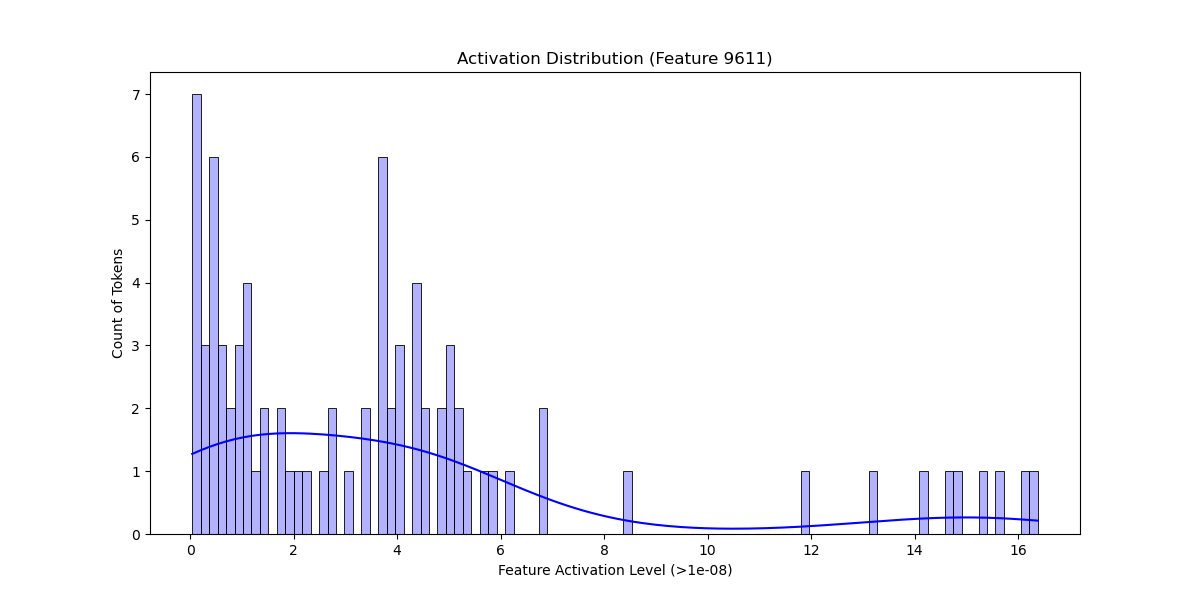 Activation Distribution (Feature 9611)
Count of Tokens
7
6
5
4
3
2
1
0
0 2 4 6 8 10 12 14 16
Feature Activation Level (>1e-08)